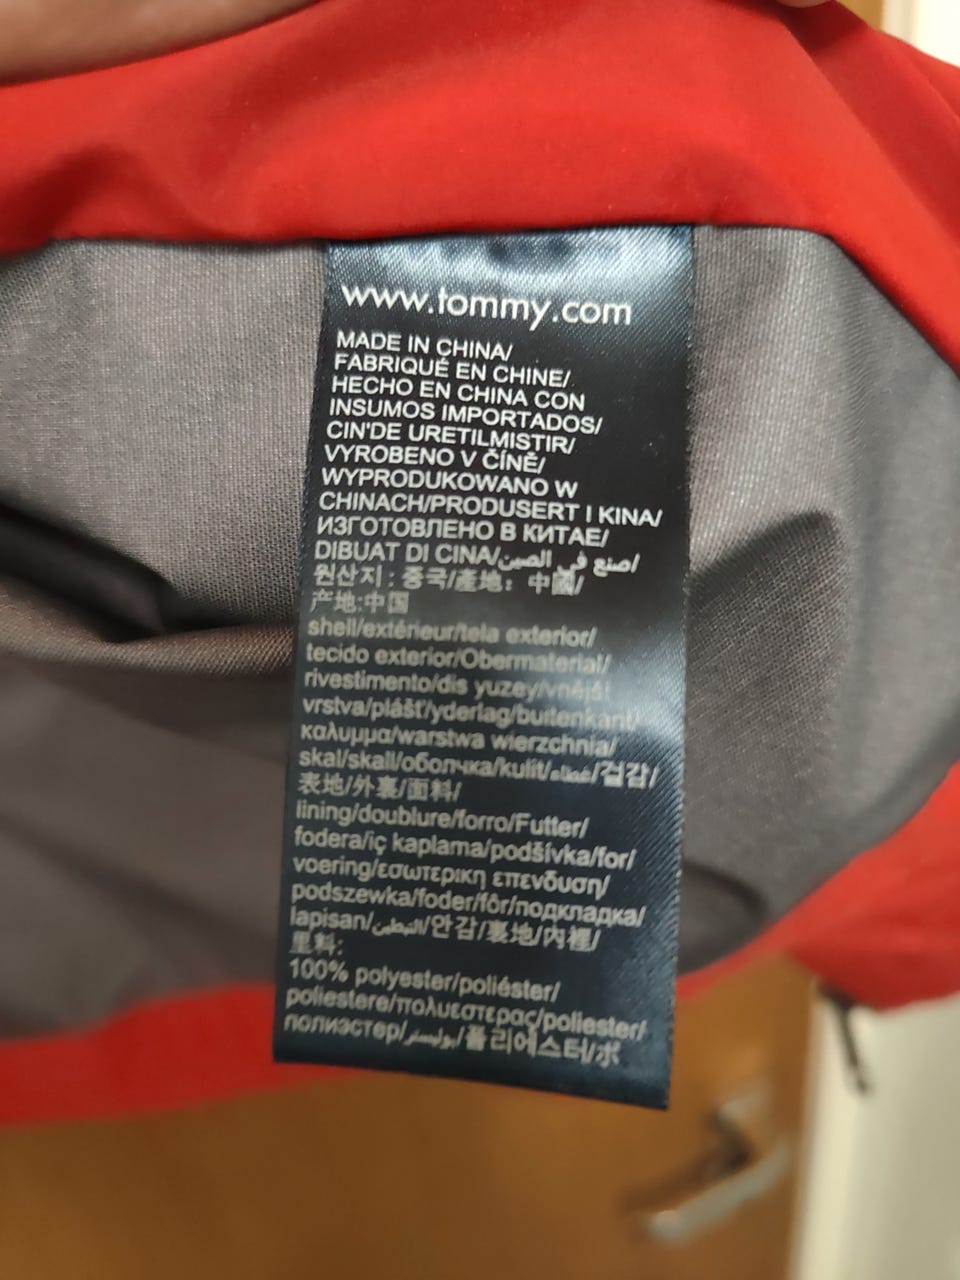 www.tommy.com
MADE IN CHINA/
FABRIQUÉ EN CHINE/
HECHO EN CHINA CON
INSUMOS IMPORTADOS/
CIN'DE URETILMISTIR/
VYROBENO V ČÍNĚ/
WYPRODUKOWANO W
CHINACH/PRODUSERT I KINA/
ИЗГОТОВЛЕНО В КИТАЕ/
DIBUAT DI CINA/صنع في الصين/
원산지 : 중국/產地: 中國/
产地:中国
shell/extérieur/tela exterior/
tecido exterior/Obermaterial/
rivestimento/dis yuzey/vnější
vrstva/plášť/yderlag/buitenkant/
καλυμμα/warstwa wierzchnia/
skal/skall/оболчка/kulit/غطاء/겉감/
表地/外裏/面料/
lining/doublure/forro/Futter/
fodera/iç kaplama/podšívka/for/
voering/εσωτερικη επενδυση/
podszewka/foder/fôr/подкладка/
lapisan/التبطين/안감/裏地/内裡/
里料:
100% polyester/poliéster/
poliestere/πολυεστερας/poliester/
полиэстер/بوليستر/폴리에스터/ポ